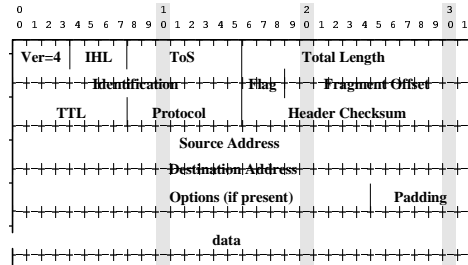 0 1 2 3
0 1 2 3 4 5 6 7 8 9 0 1 2 3 4 5 6 7 8 9 0 1 2 3 4 5 6 7 8 9 0 1
Ver=4 IHL ToS Total Length
Identification Flag Fragment Offset
TTL Protocol Header Checksum
Source Address
Destination Address
Options (if present) Padding
data